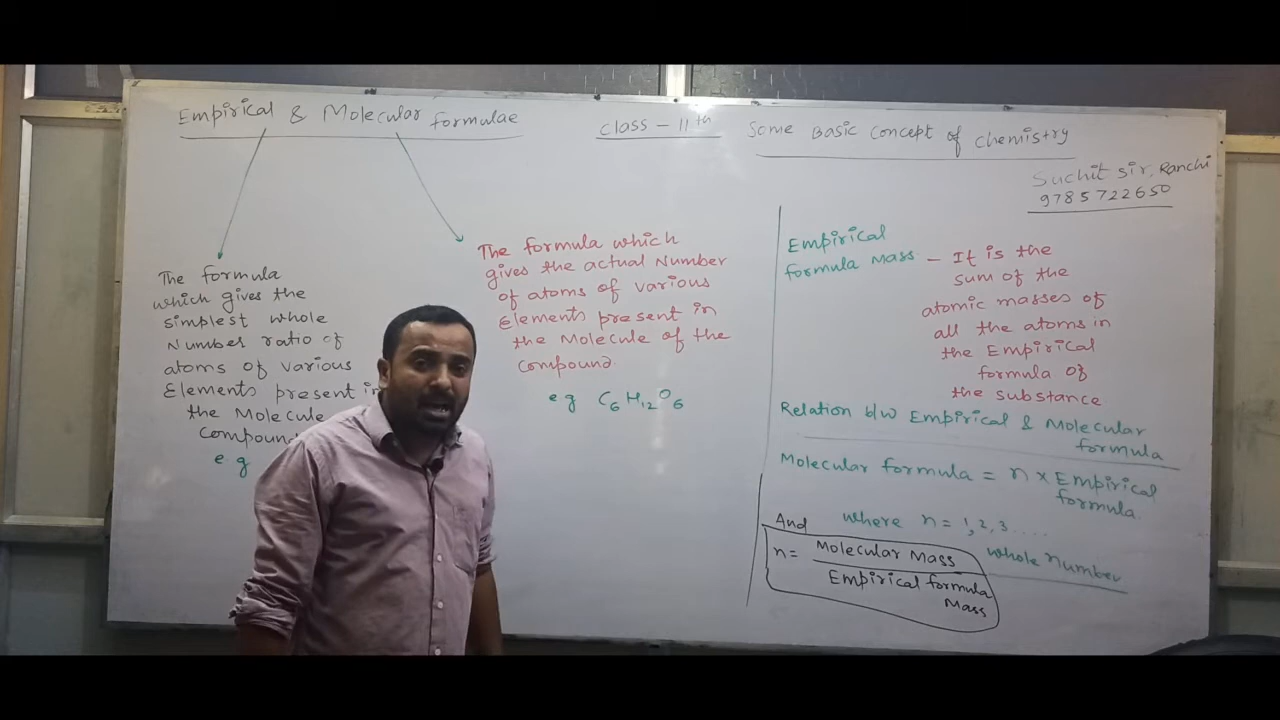 Empirical & Molecular formulae
Class - 11th
Some Basic Concept of Chemistry
Suchit Sir, Ranchi
9785722650
The formula
which gives the
simplest whole
Number ratio of
atoms of various
Elements present in
the Molecule
Compound
e.g
The formula which
gives the actual Number
of atoms of various
Elements present in
the Molecule of the
Compound.
e g C6H12O6
Empirical
formula Mass - It is the
sum of the
atomic masses of
all the atoms in
the Empirical
formula of
the substance
Relation b/w Empirical & Molecular
formula
Molecular formula = n × Empirical
formula.
where n = 1, 2, 3 ....
whole number
And
n = Molecular Mass
Empirical formula
Mass